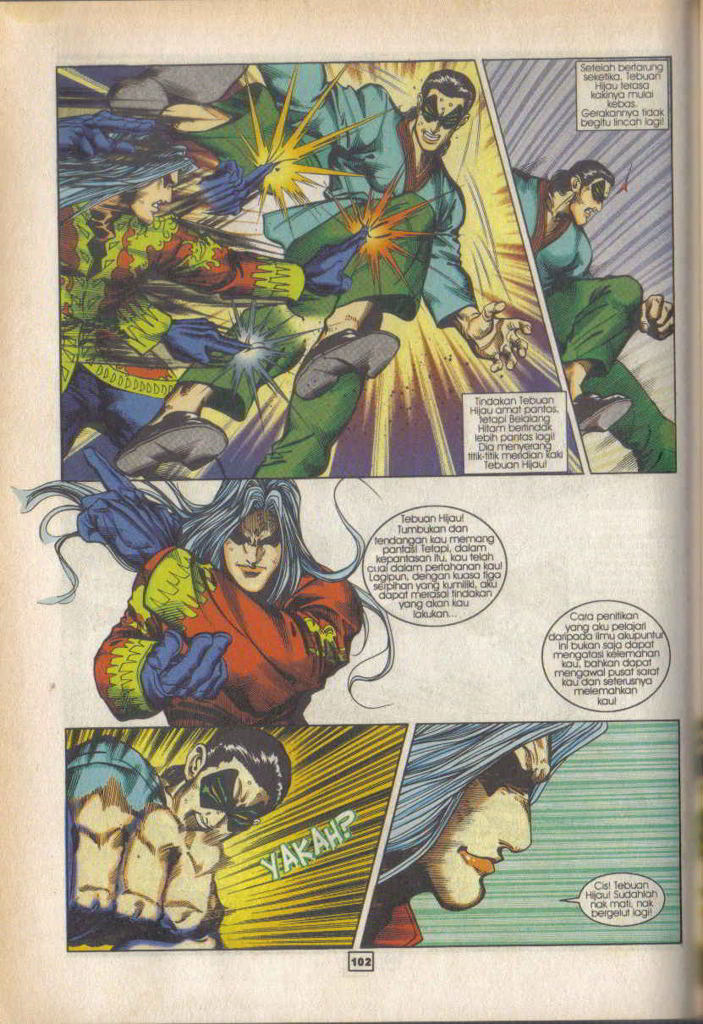 Tindakan Tebuan
Hijau amat pantas,
Tetapi Belalang
Hitam bertindak
lebih pantas lagi!
Dia menyerang
titik-titik meridian kaki
Tebuan Hijau!
Setelah bertarung
seketika, Tebuan
Hijau terasa
kakinya mulai
kebas.
Gerakannya tidak
begitu lincah lagi!
Tebuan Hijau!
Tumbukan dan
tendangan kau memang
pantas! Tetapi, dalam
kepantasan itu, kau telah
cuai dalam pertahanan kau!
Lagipun, dengan kuasa tiga
serpihan yang kumiliki, aku
dapat merasai tindakan
yang akan kau
lakukan...
Cara penitikan
yang aku pelajari
daripada ilmu akupuntur
ini bukan saja dapat
mengatasi kelemahan
kau, bahkan dapat
mengawal pusat saraf
kau dan seterusnya
melemahkan
kau!
YAKAH?
Cis! Tebuan
Hijau! Sudahlah
nak mati, nak
bergelut lagi!
102